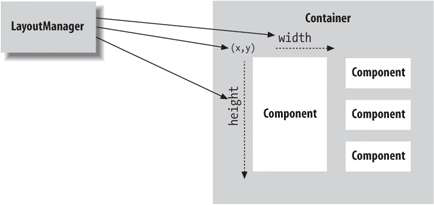 LayoutManager
Container
width
(x,y)
height
Component
Component
Component
Component